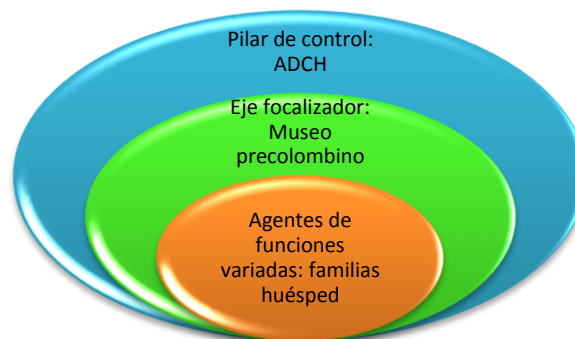 Pilar de control:
ADCH
Eje focalizador:
Museo
precolombino
Agentes de
funciones
variadas: familias
huésped